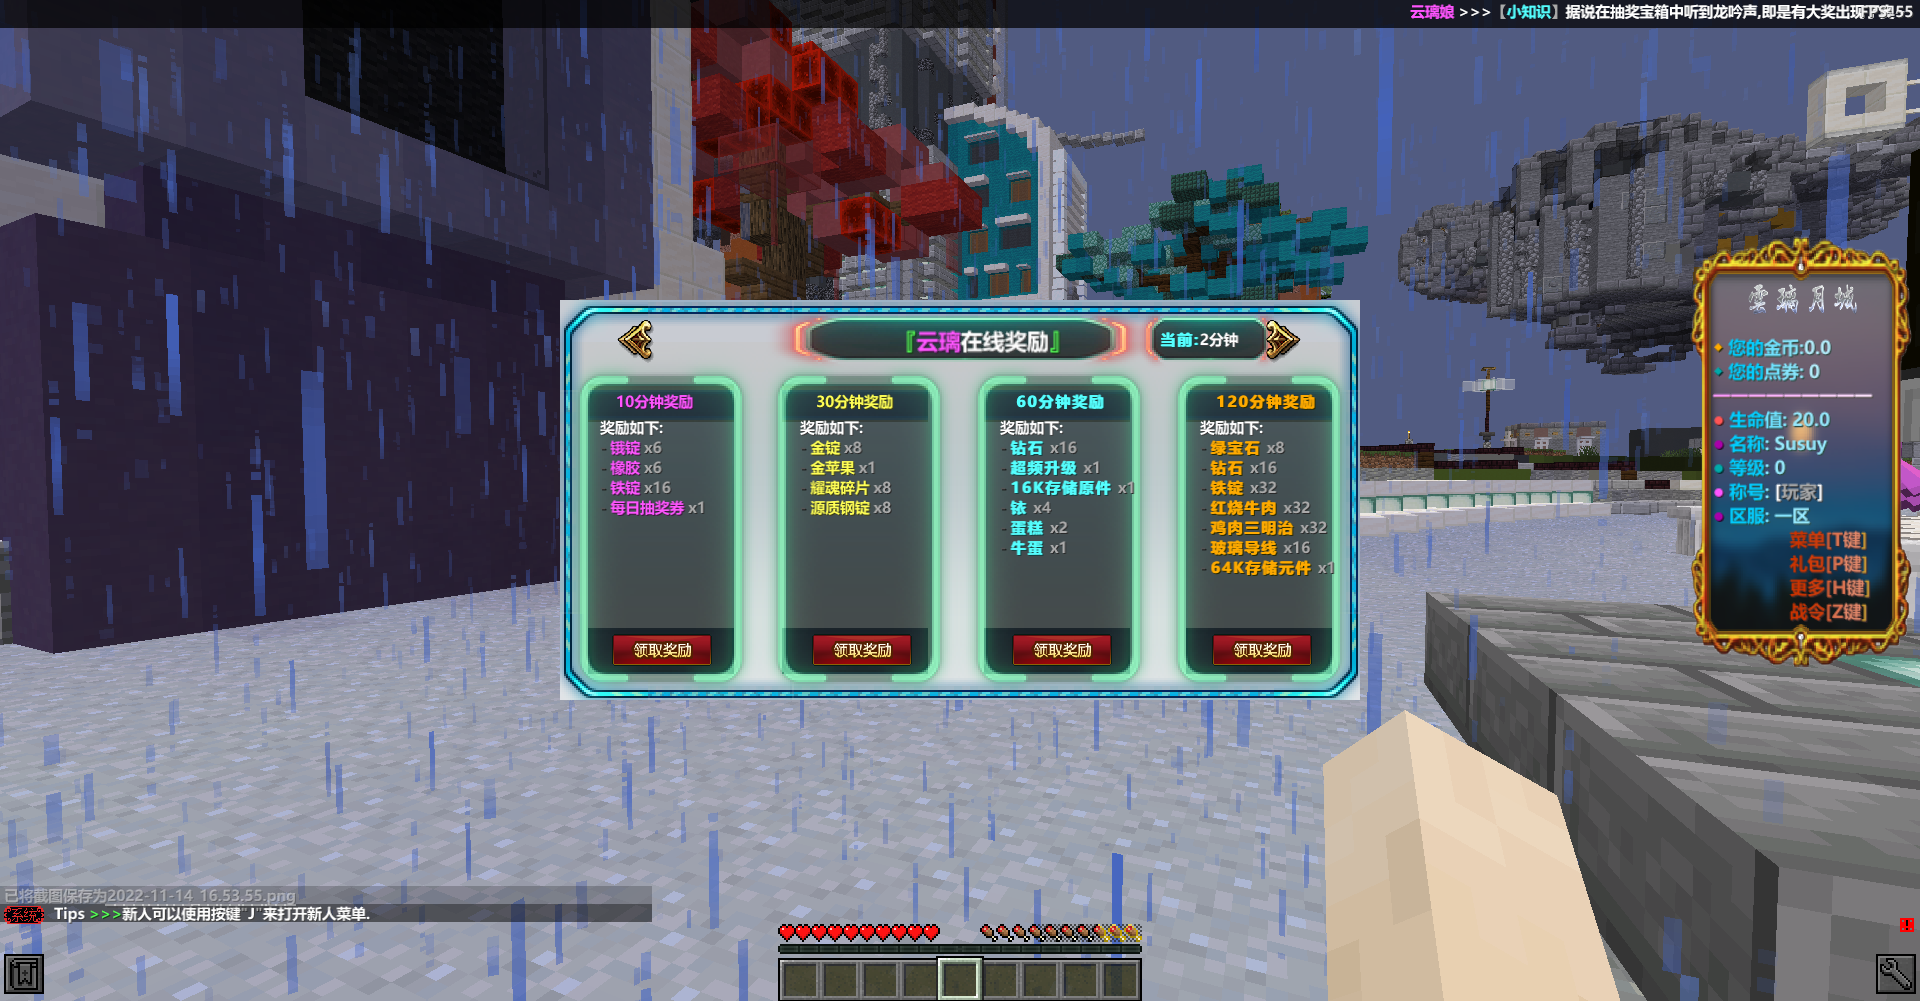 云璃娘 >>> [小知识] 据说在抽奖宝箱中听到龙吟声,即是有大奖出现了
『云璃在线奖励』
当前:2分钟
10分钟奖励
奖励如下:
- 锇锭 x6
- 橡胶 x6
- 铁锭 x16
- 每日抽奖券 x1
领取奖励
30分钟奖励
奖励如下:
- 金锭 x8
- 金苹果 x1
- 耀魂碎片 x8
- 源质钢锭 x8
领取奖励
60分钟奖励
奖励如下:
- 钻石 x16
- 超频升级 x1
- 16K存储原件 x1
- 铱 x4
- 蛋糕 x2
- 牛蛋 x1
领取奖励
120分钟奖励
奖励如下:
- 绿宝石 x8
- 钻石 x16
- 铁锭 x32
- 红烧牛肉 x32
- 鸡肉三明治 x32
- 玻璃导线 x16
- 64K存储元件 x1
领取奖励
雲璃月城
您的金币:0.0
您的点券: 0
生命值: 20.0
名称: Susuy
等级: 0
称号: [玩家]
区服: 一区
菜单[T键]
礼包[P键]
更多[H键]
战令[Z键]
已将截图保存为2022-11-14_16.53.55.png
系统 Tips >>>新人可以使用按键"J"来打开新人菜单.